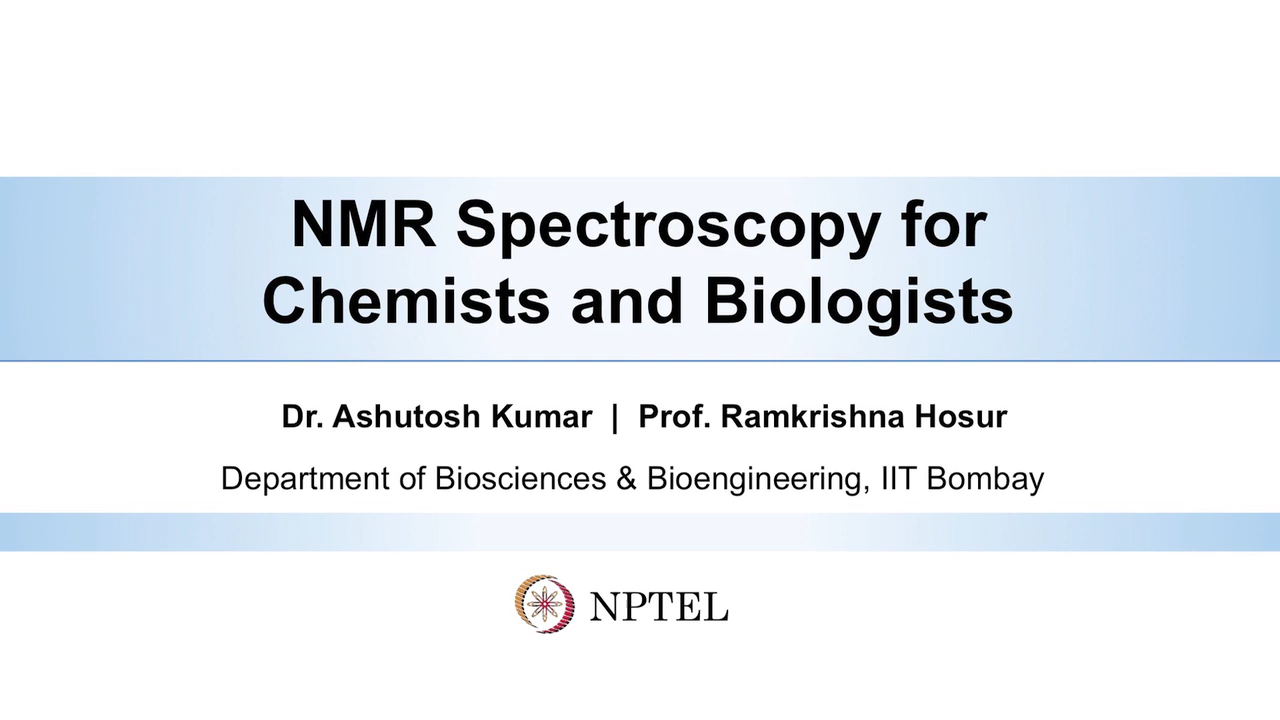 NMR Spectroscopy for
Chemists and Biologists
Dr. Ashutosh Kumar | Prof. Ramkrishna Hosur
Department of Biosciences & Bioengineering, IIT Bombay
NPTEL